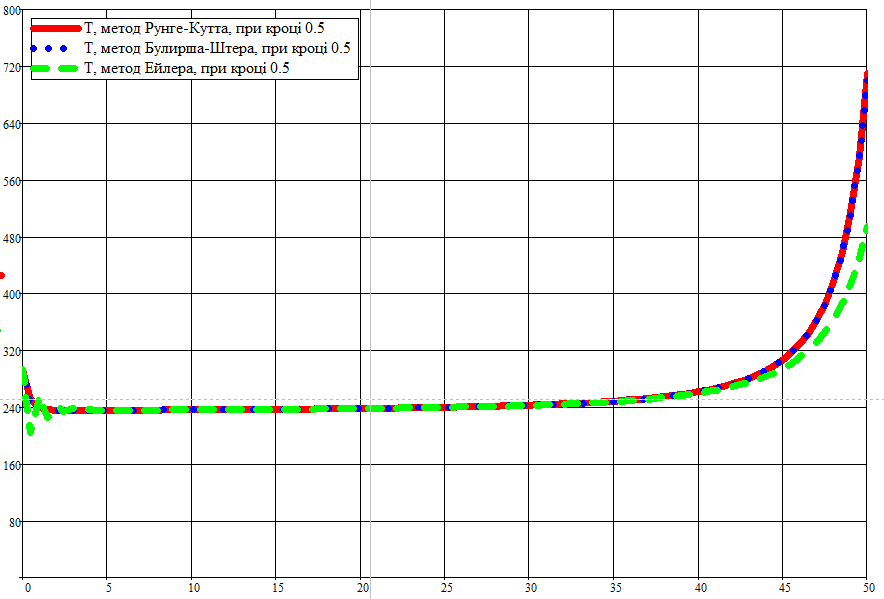 800
T, метод Рунге-Кутта, при кроці 0.5
T, метод Булирша-Штера, при кроці 0.5
T, метод Ейлера, при кроці 0.5
720
640
560
480
400
320
240
160
80
0 5 10 15 20 25 30 35 40 45 50